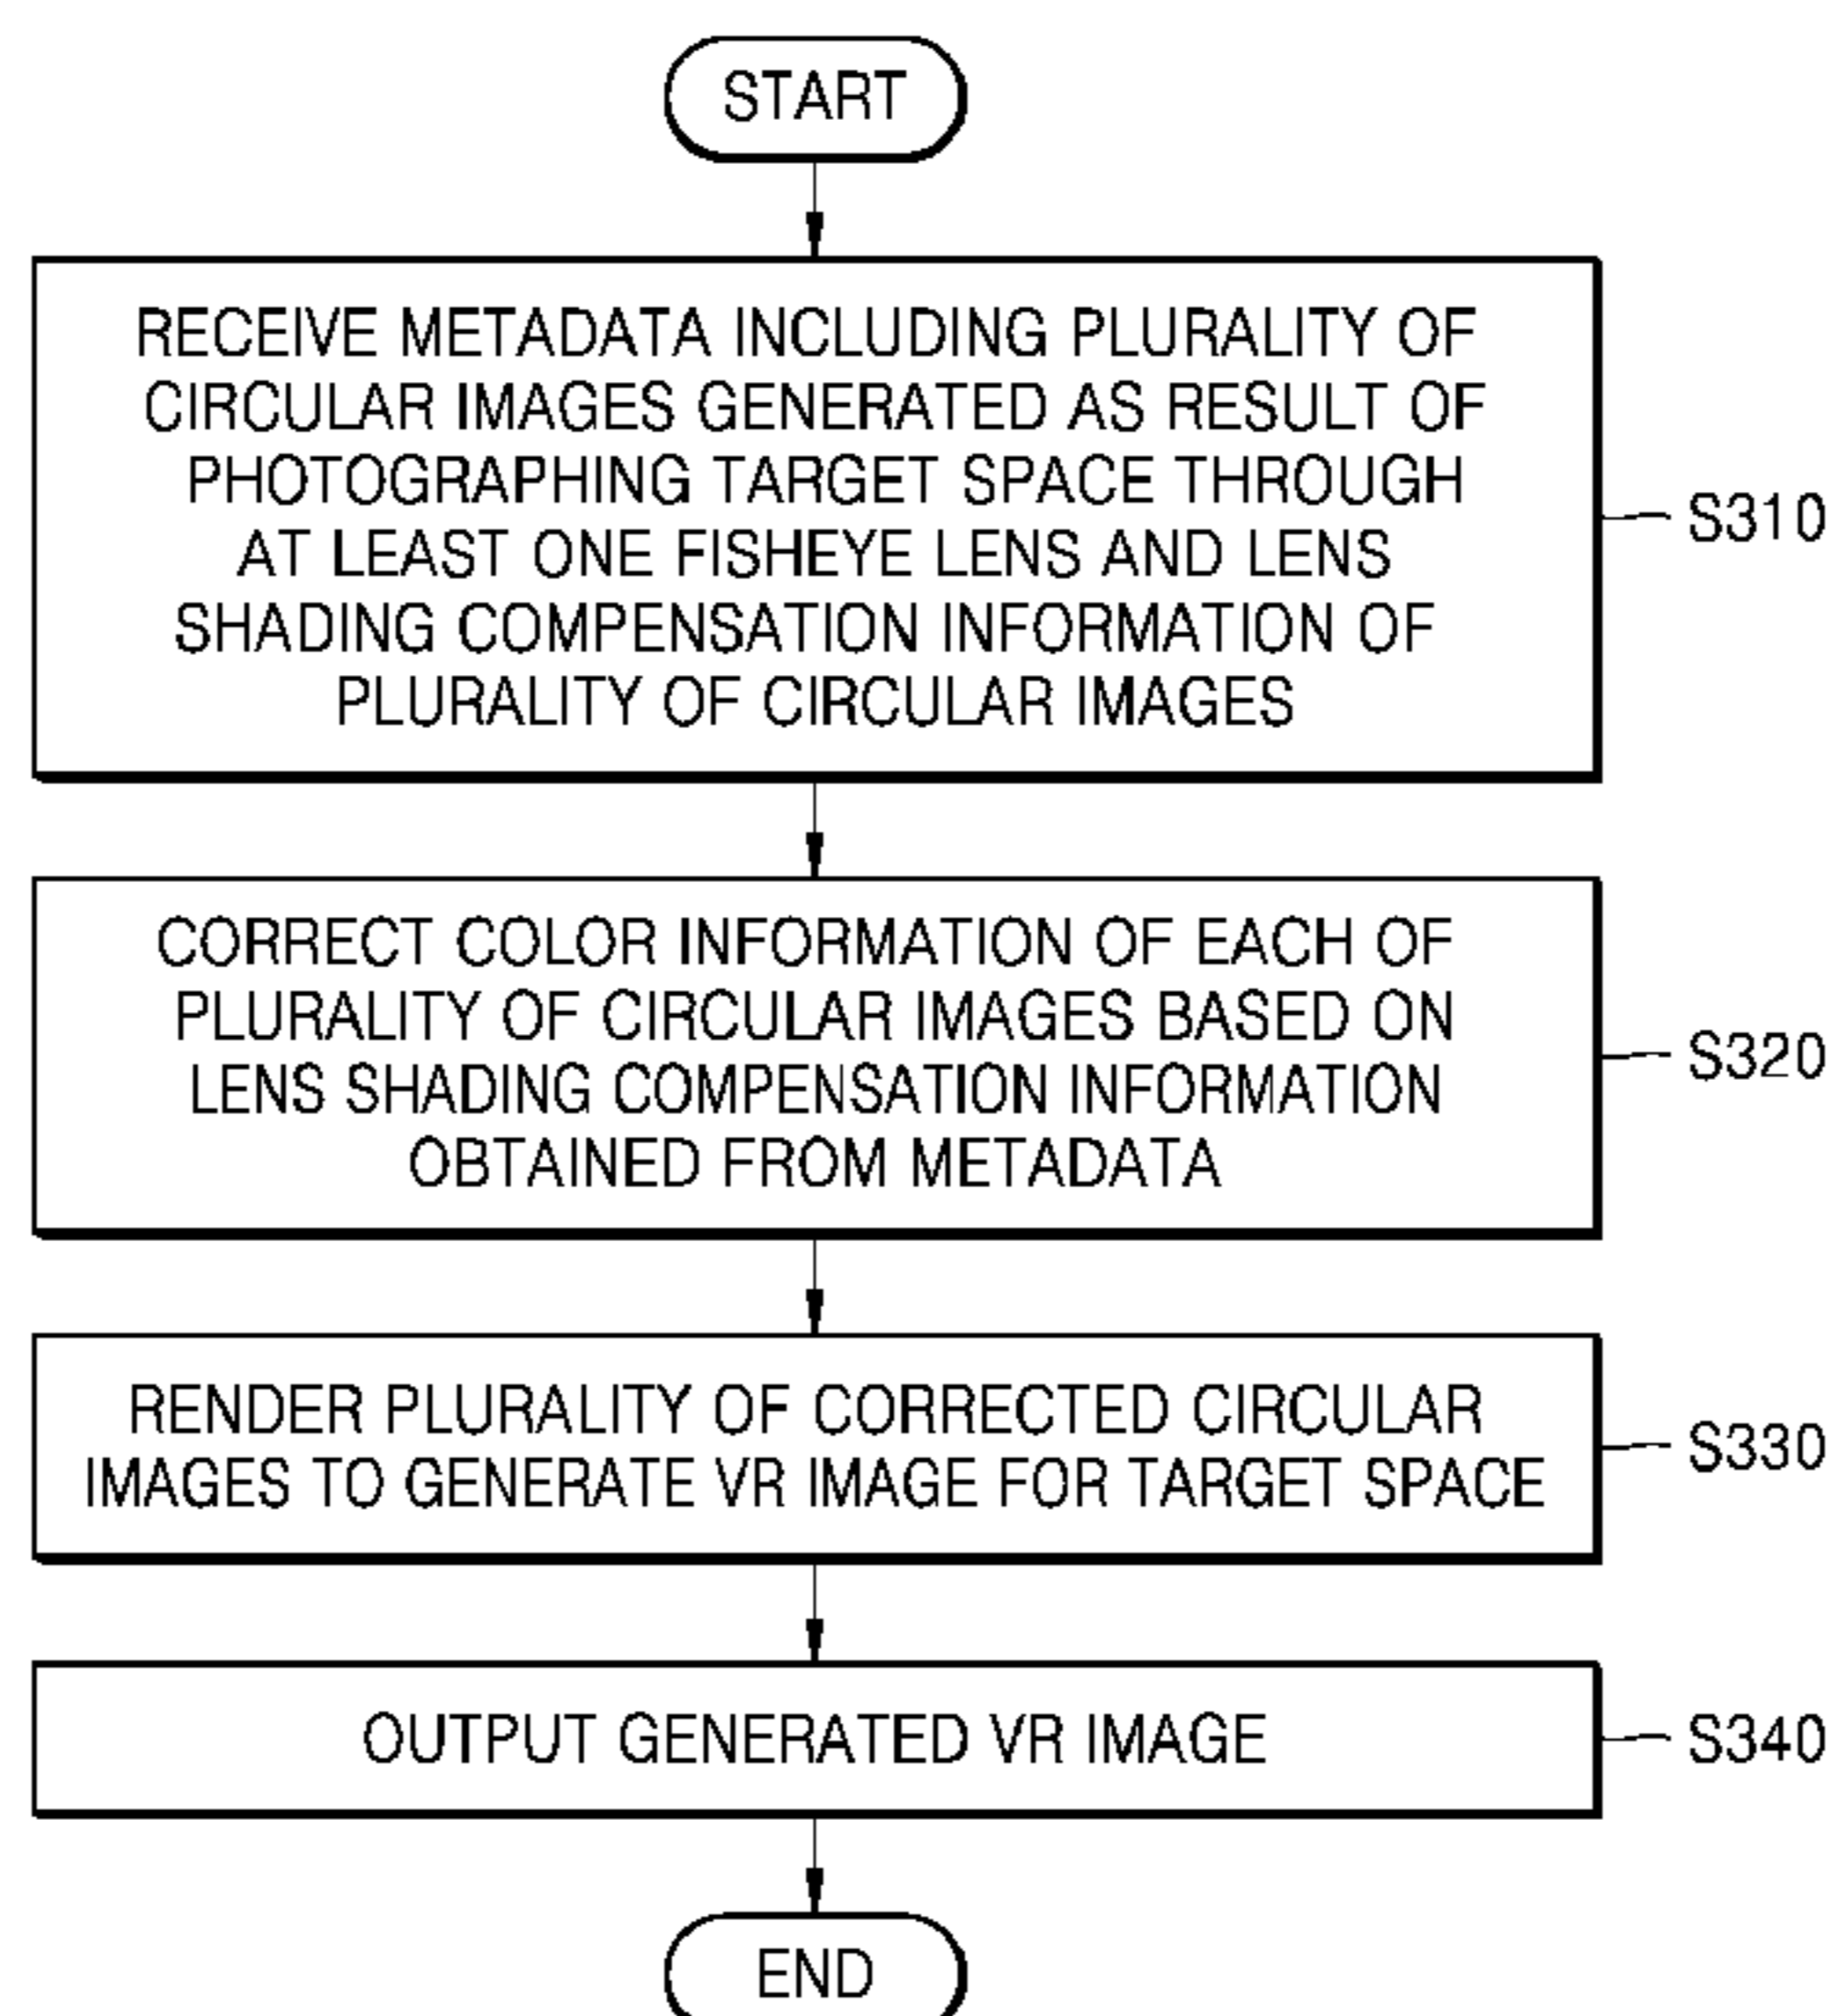 START
RECEIVE METADATA INCLUDING PLURALITY OF
CIRCULAR IMAGES GENERATED AS RESULT OF
PHOTOGRAPHING TARGET SPACE THROUGH
AT LEAST ONE FISHEYE LENS AND LENS
SHADING COMPENSATION INFORMATION OF
PLURALITY OF CIRCULAR IMAGES
S310
CORRECT COLOR INFORMATION OF EACH OF
PLURALITY OF CIRCULAR IMAGES BASED ON
LENS SHADING COMPENSATION INFORMATION
OBTAINED FROM METADATA
S320
RENDER PLURALITY OF CORRECTED CIRCULAR
IMAGES TO GENERATE VR IMAGE FOR TARGET SPACE
S330
OUTPUT GENERATED VR IMAGE
S340
END